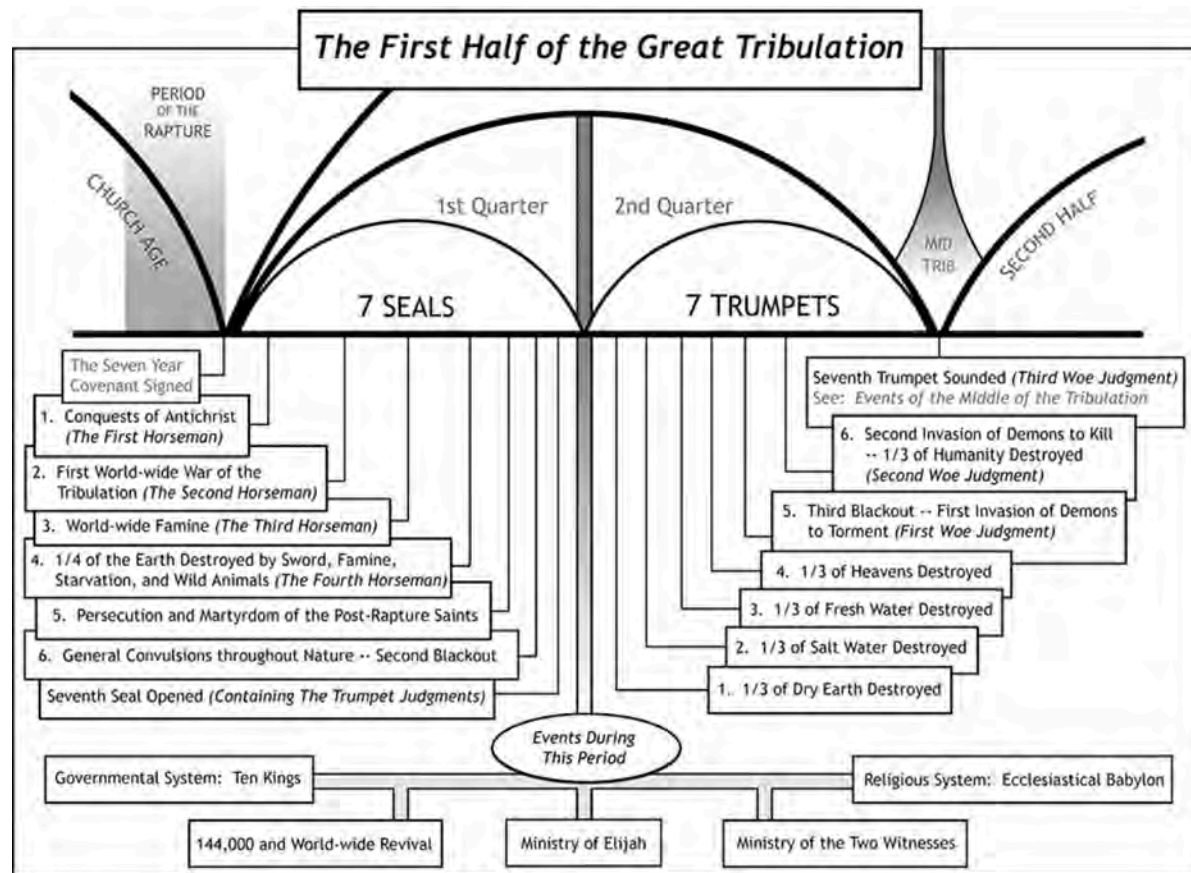 The First Half of the Great Tribulation
PERIOD
OF THE
RAPTURE
CHURCH AGE
1st Quarter
2nd Quarter
MID
TRIB
SECOND HALF
7 SEALS
7 TRUMPETS
The Seven Year
Covenant Signed
1. Conquests of Antichrist
(The First Horseman)
2. First World-wide War of the
Tribulation (The Second Horseman)
3. World-wide Famine (The Third Horseman)
4. 1/4 of the Earth Destroyed by Sword, Famine,
Starvation, and Wild Animals (The Fourth Horseman)
5. Persecution and Martyrdom of the Post-Rapture Saints
6. General Convulsions throughout Nature -- Second Blackout
Seventh Seal Opened (Containing The Trumpet Judgments)
Seventh Trumpet Sounded (Third Woe Judgment)
See: Events of the Middle of the Tribulation
6. Second Invasion of Demons to Kill
-- 1/3 of Humanity Destroyed
(Second Woe Judgment)
5. Third Blackout -- First Invasion of Demons
to Torment (First Woe Judgment)
4. 1/3 of Heavens Destroyed
3. 1/3 of Fresh Water Destroyed
2. 1/3 of Salt Water Destroyed
1. 1/3 of Dry Earth Destroyed
Events During
This Period
Governmental System: Ten Kings
Religious System: Ecclesiastical Babylon
144,000 and World-wide Revival
Ministry of Elijah
Ministry of the Two Witnesses